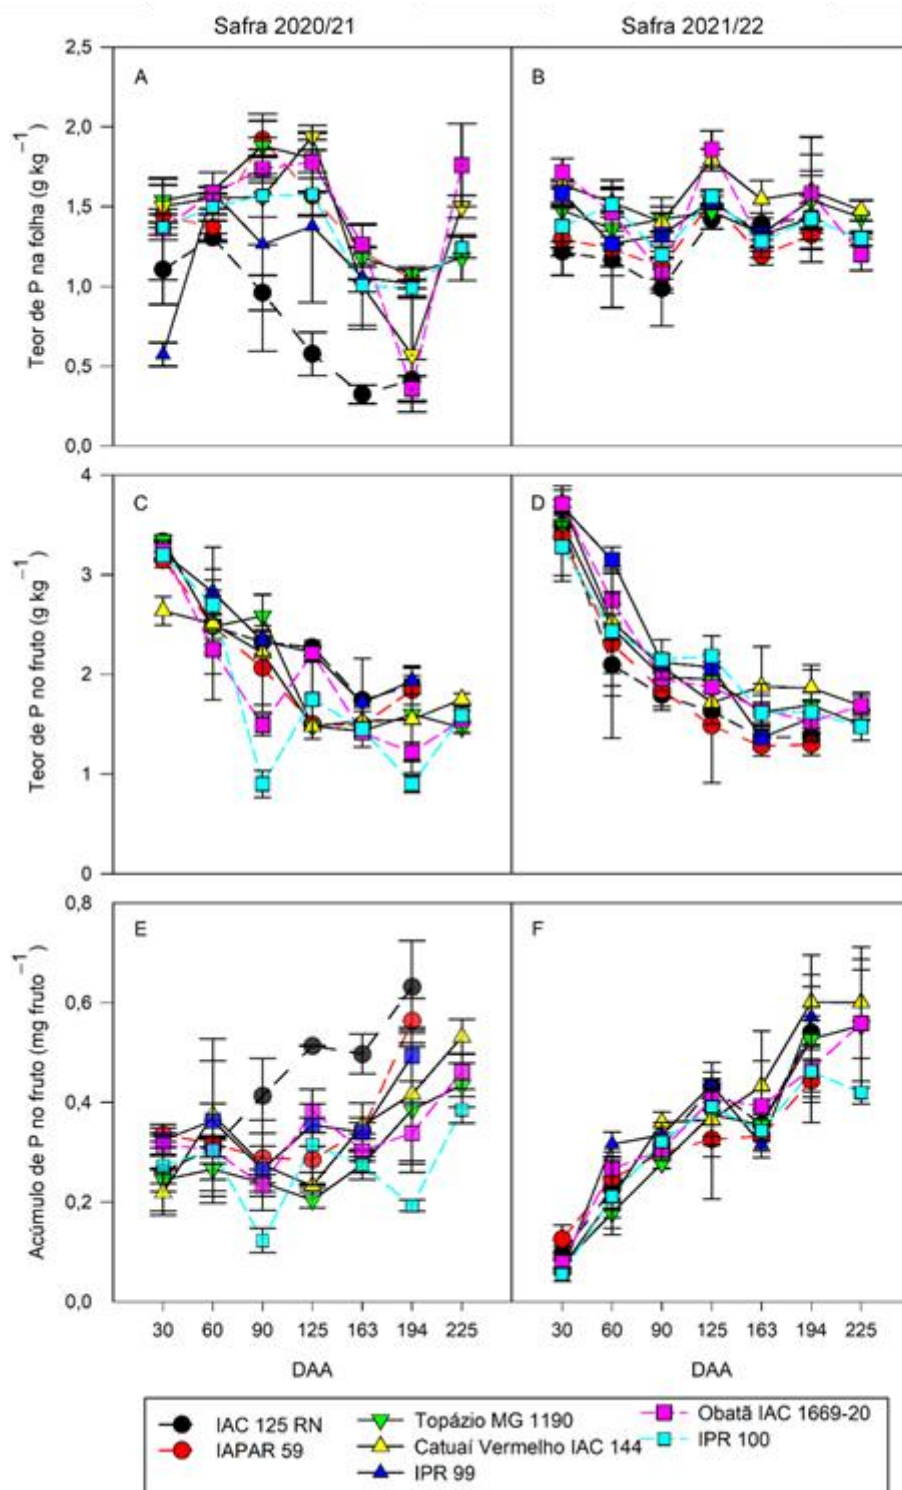 Safra 2020/21
Safra 2021/22
Teor de P na folha (g kg⁻¹)
2,5
2,0
1,5
1,0
0,5
0,0
A
B
Teor de P no fruto (g kg⁻¹)
4
3
2
1
0
C
D
Acúmulo de P no fruto (mg fruto⁻¹)
0,8
0,6
0,4
0,2
0,0
E
F
30 60 90 125 163 194 225
30 60 90 125 163 194 225
DAA
DAA
IAC 125 RN
IAPAR 59
Topázio MG 1190
Catuaí Vermelho IAC 144
IPR 99
Obatã IAC 1669-20
IPR 100